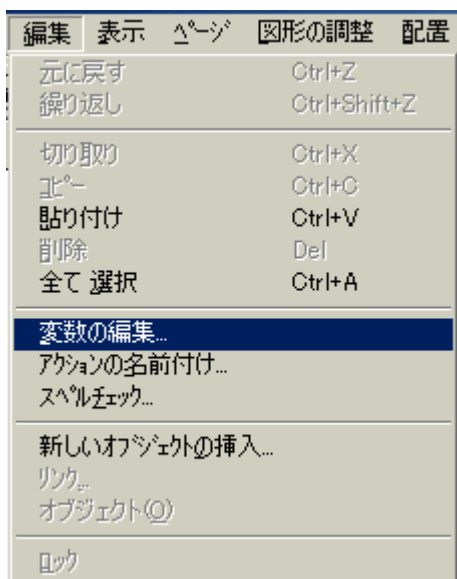 編集 表示 ﾍﾟｰｼﾞ 図形の調整 配置
元に戻す Ctrl+Z
繰り返し Ctrl+Shift+Z
切り取り Ctrl+X
ｺﾋﾟｰ Ctrl+C
貼り付け Ctrl+V
削除 Del
全て 選択 Ctrl+A
変数の編集...
ｱｸｼｮﾝの名前付け...
ｽﾍﾟﾙﾁｪｯｸ...
新しいｵﾌﾞｼﾞｪｸﾄの挿入...
ﾘﾝｸ...
オブジェクト(O)
ﾛｯｸ